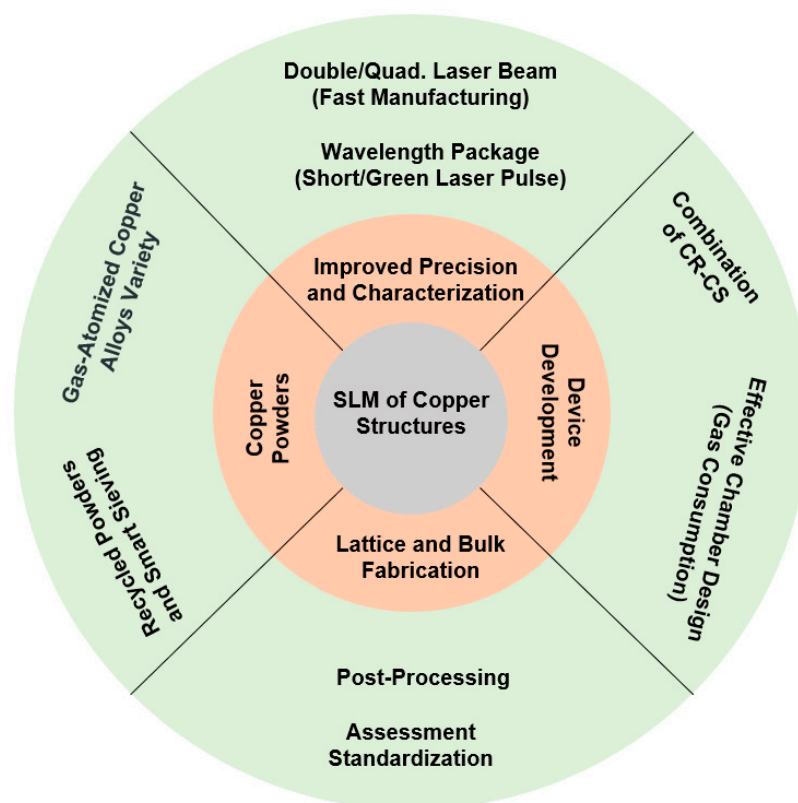 Double/Quad. Laser Beam
(Fast Manufacturing)
Wavelength Package
(Short/Green Laser Pulse)
Improved Precision
and Characterization
Combination
of CR-CS
Gas-Atomized Copper
Alloys Variety
Copper
Powders
SLM of Copper
Structures
Device
Development
Effective Chamber Design
(Gas Consumption)
Recycled Powders
and Smart Sieving
Lattice and Bulk
Fabrication
Post-Processing
Assessment
Standardization